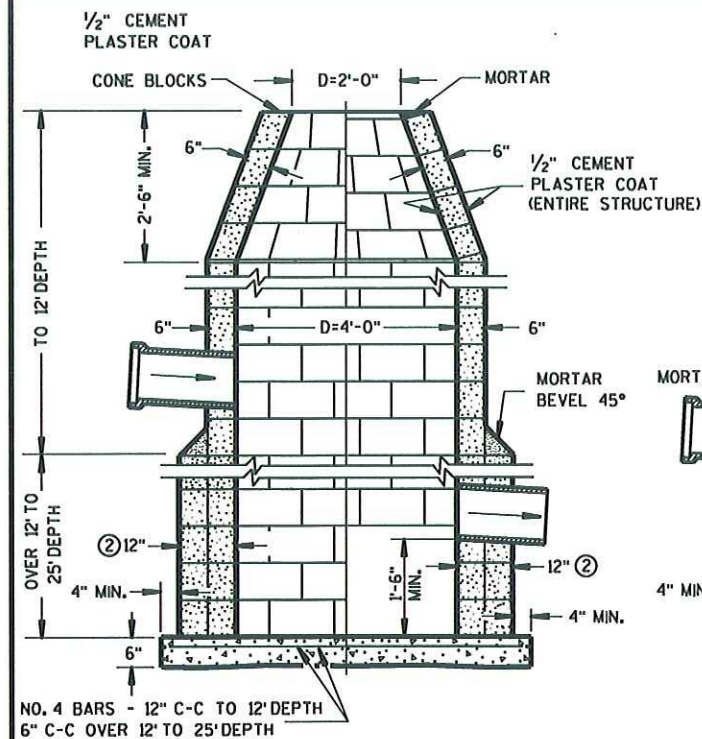 1/2" CEMENT
PLASTER COAT
CONE BLOCKS
D=2'-0"
MORTAR
6"
6"
2'-6" MIN.
1/2" CEMENT
PLASTER COAT
(ENTIRE STRUCTURE)
TO 12' DEPTH
6"
D=4'-0"
6"
MORTAR
BEVEL 45°
MORT
OVER 12' TO
25' DEPTH
② 12"
1'-6"
MIN.
12" ②
4" MIN.
4" MIN.
4" MIN
6"
NO. 4 BARS - 12" C-C TO 12' DEPTH
6" C-C OVER 12' TO 25' DEPTH